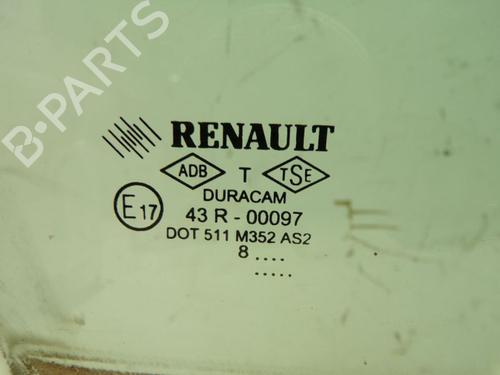 B-PARTS
RENAULT
ADB T TSE
DURACAM
E17 43 R - 00097
DOT 511 M352 AS2
8 ....
.....